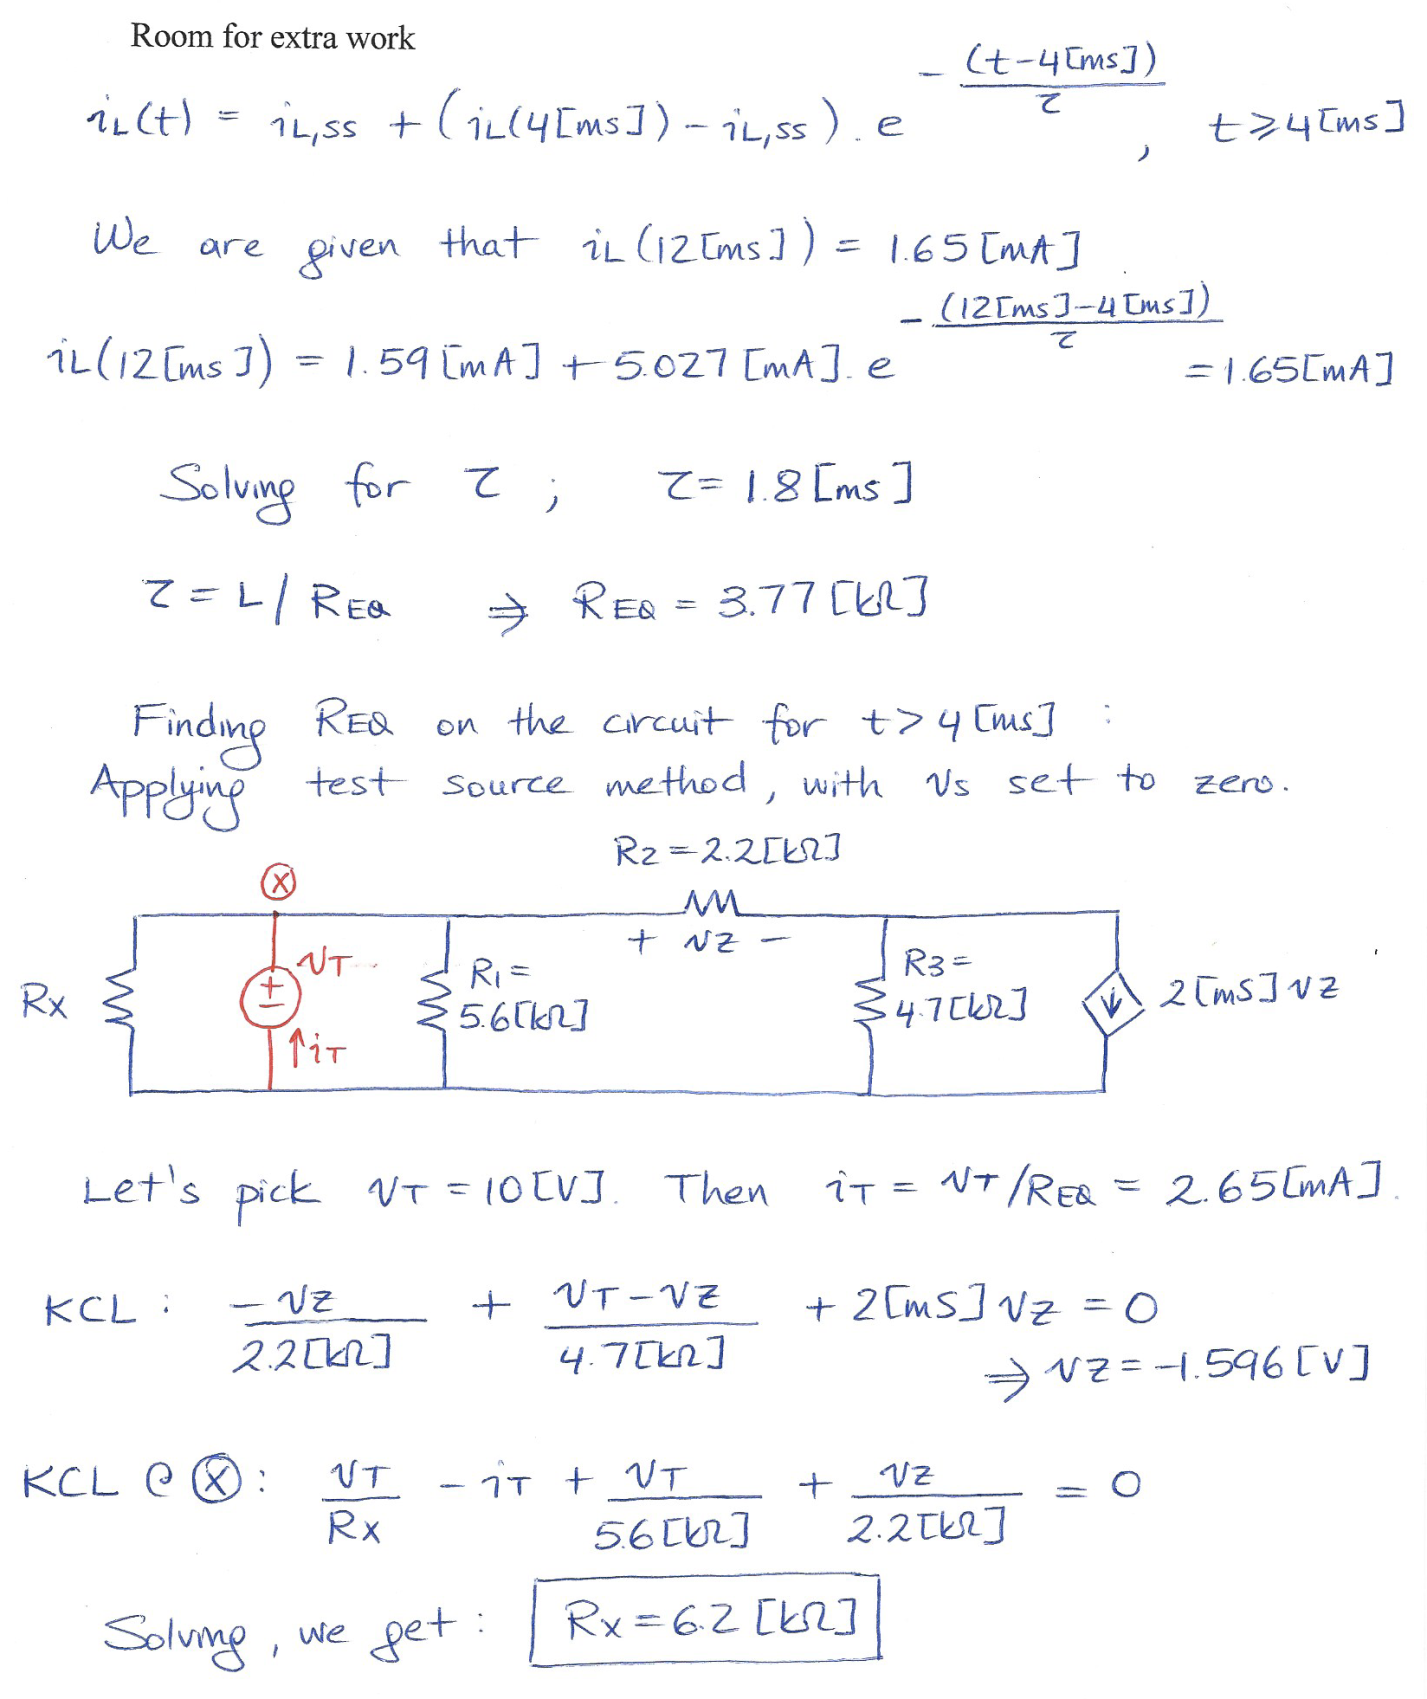 Room for extra work
iL(t) = iL,ss + (iL(4[ms]) - iL,ss) . e^(-(t-4[ms])/τ) , t ≥ 4[ms]
We are given that iL(12[ms]) = 1.65[mA]
iL(12[ms]) = 1.59[mA] + 5.027[mA]. e^(-(12[ms]-4[ms])/τ) = 1.65[mA]
Solving for τ ; τ = 1.8[ms]
τ = L/REQ ⇒ REQ = 3.77[kΩ]
Finding REQ on the circuit for t > 4[ms] :
Applying test source method, with vs set to zero.
R2 = 2.2[kΩ]
X
+ vz -
Rx
+ -
vT
iT
R1 = 5.6[kΩ]
R3 = 4.7[kΩ]
2[mS]vz
Let's pick vT = 10[V]. Then iT = vT/REQ = 2.65[mA].
KCL : -vz/2.2[kΩ] + (vT-vz)/4.7[kΩ] + 2[mS]vz = 0
⇒ vz = -1.596[V]
KCL @ X : vT/Rx - iT + vT/5.6[kΩ] + vz/2.2[kΩ] = 0
Solving, we get : Rx = 6.2[kΩ]